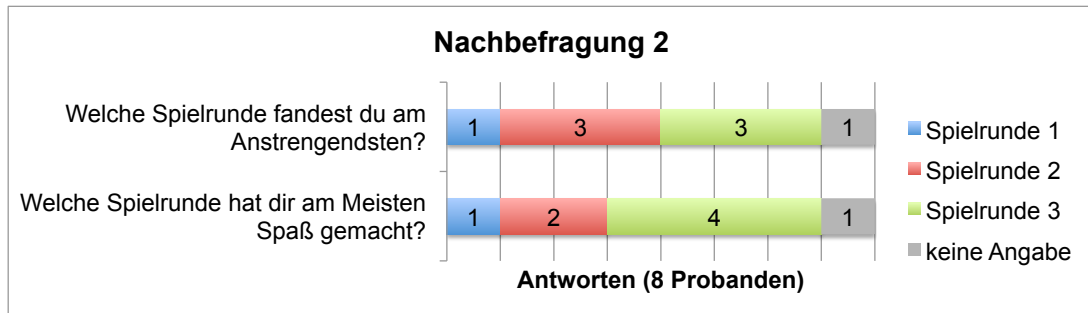 Nachbefragung 2
Welche Spielrunde fandest du am
Anstrengendsten?
1
3
3
1
Welche Spielrunde hat dir am Meisten
Spaß gemacht?
1
2
4
1
Antworten (8 Probanden)
Spielrunde 1
Spielrunde 2
Spielrunde 3
keine Angabe